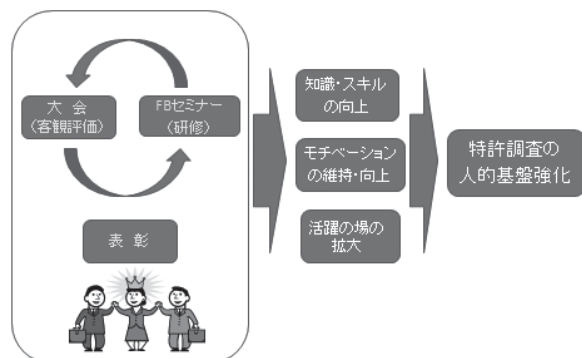 大 会
(客観評価)
FBセミナー
(研修)
表 彰
知識・スキル
の向上
モチベーション
の維持・向上
活躍の場の
拡大
特許調査の
人的基盤強化